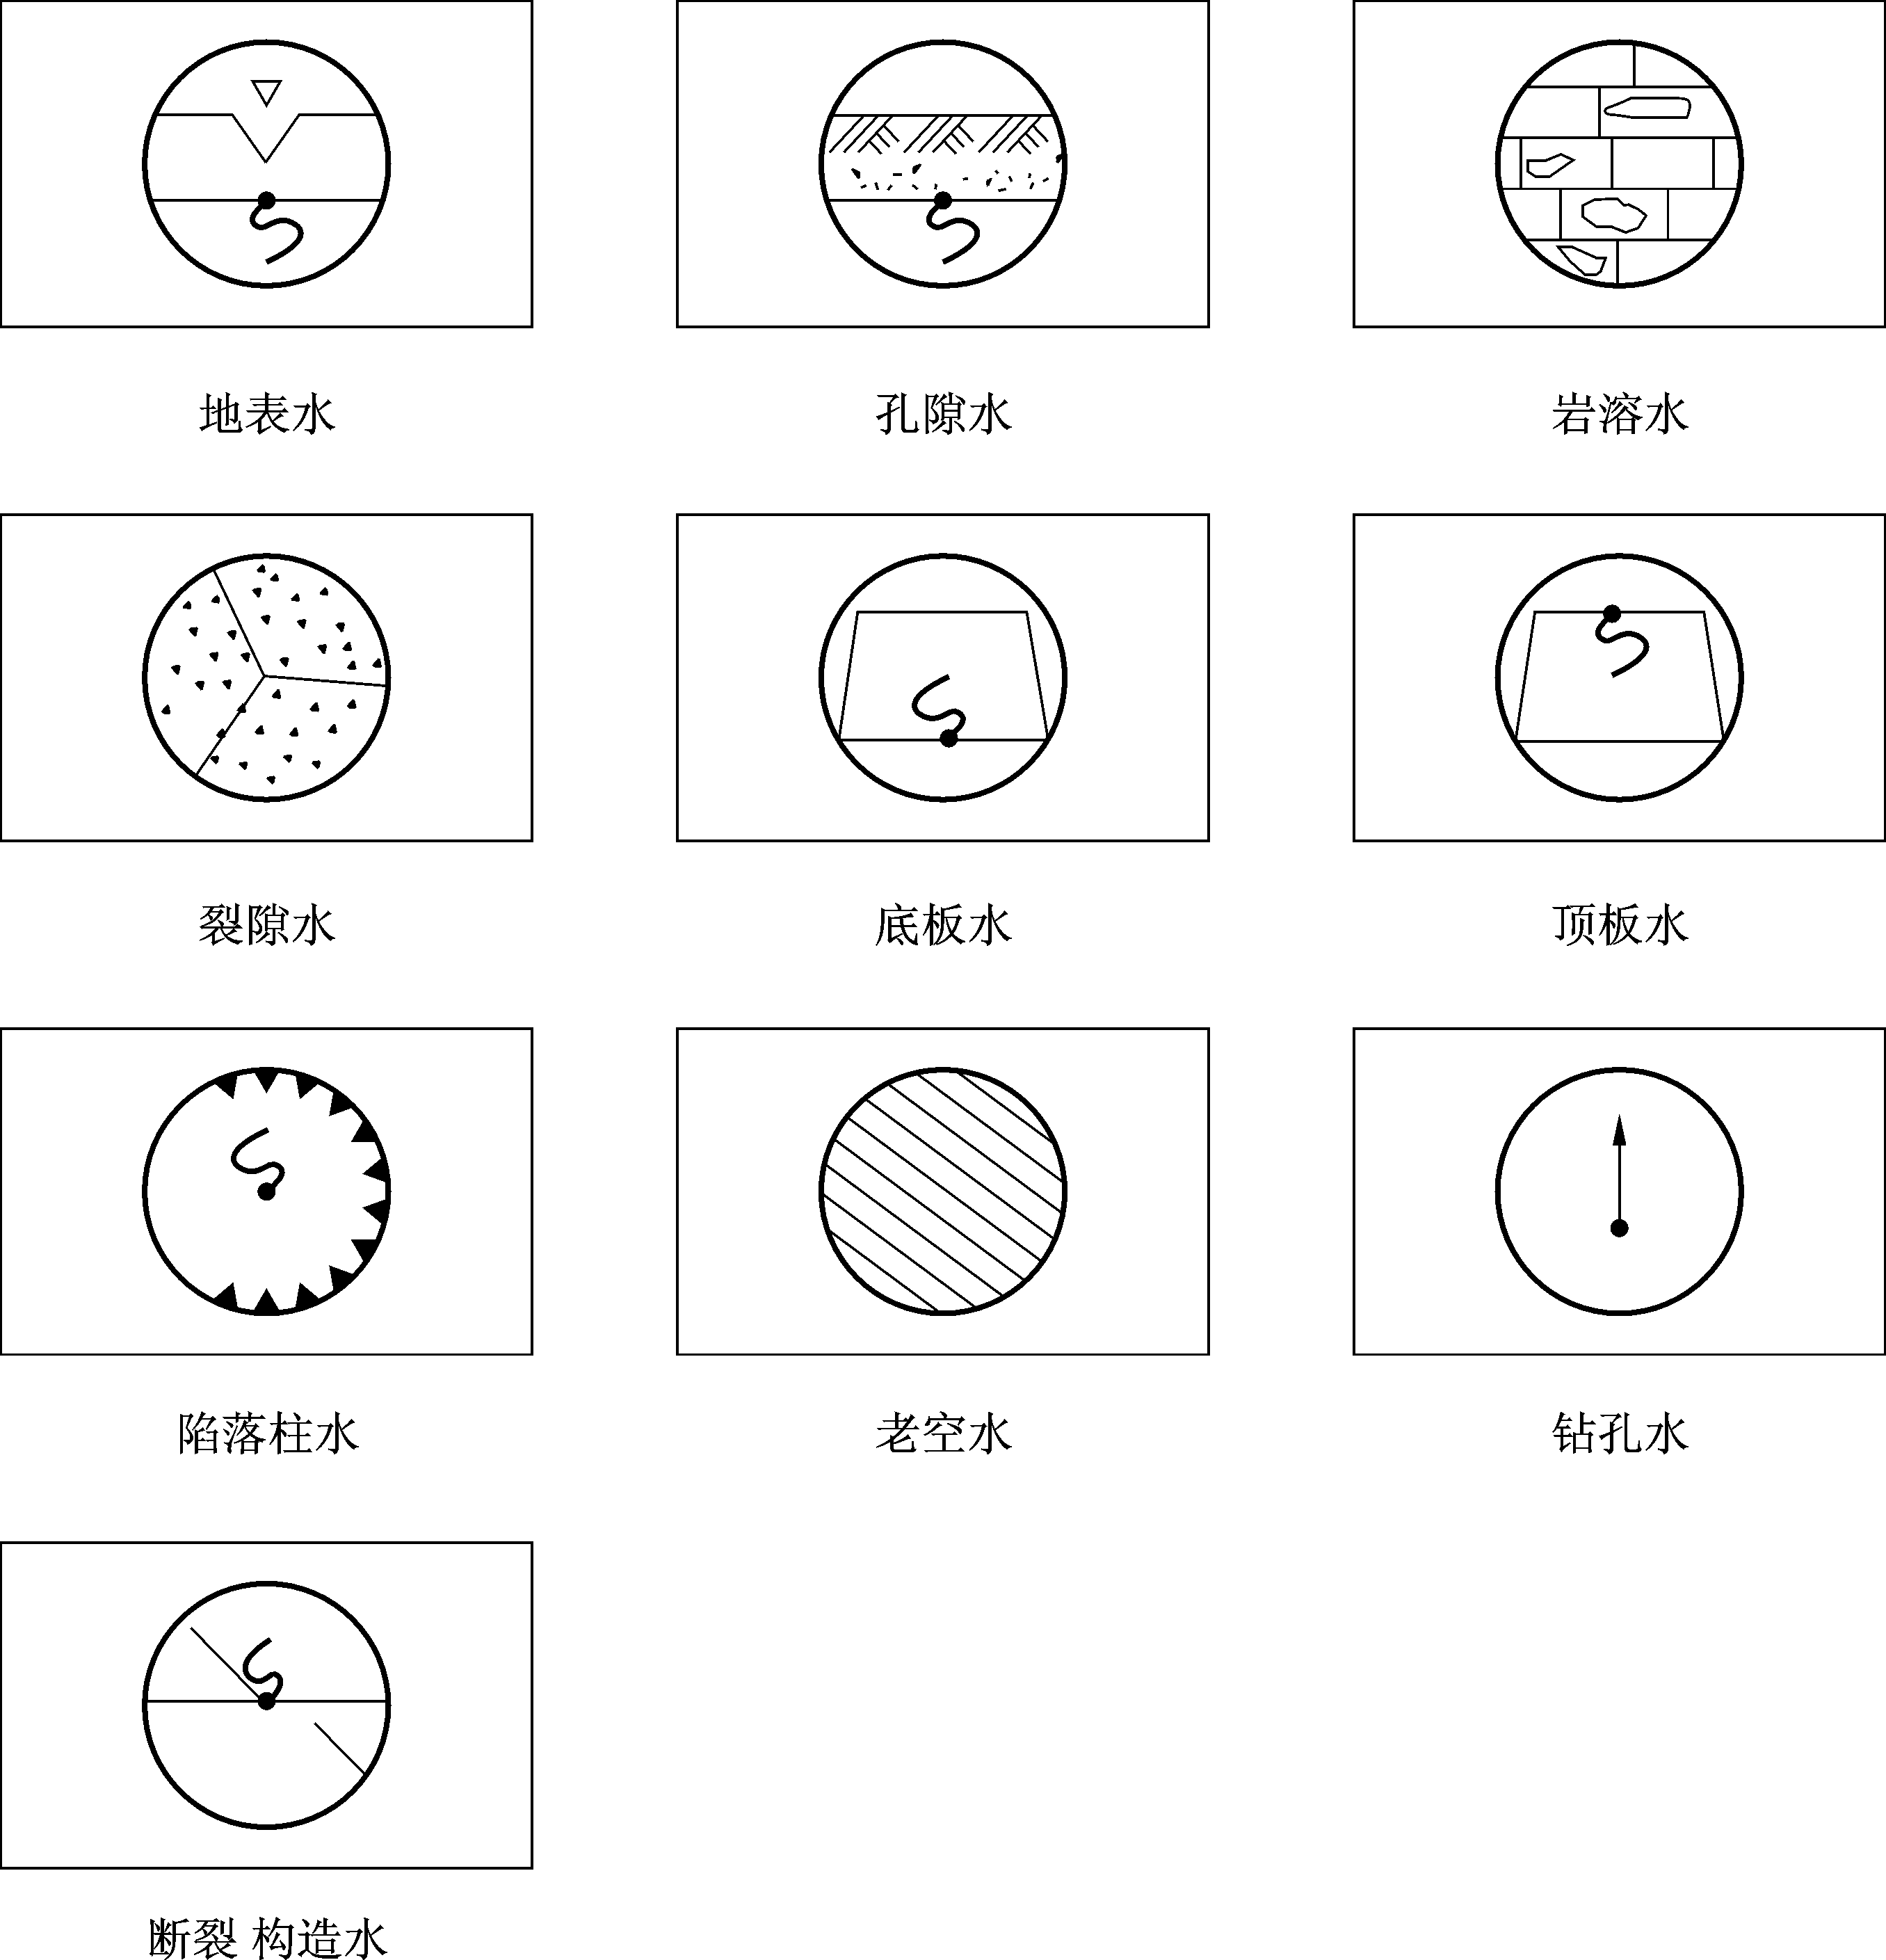 地表水
孔隙水
岩溶水
裂隙水
底板水
顶板水
陷落柱水
老空水
钻孔水
断裂 构造水